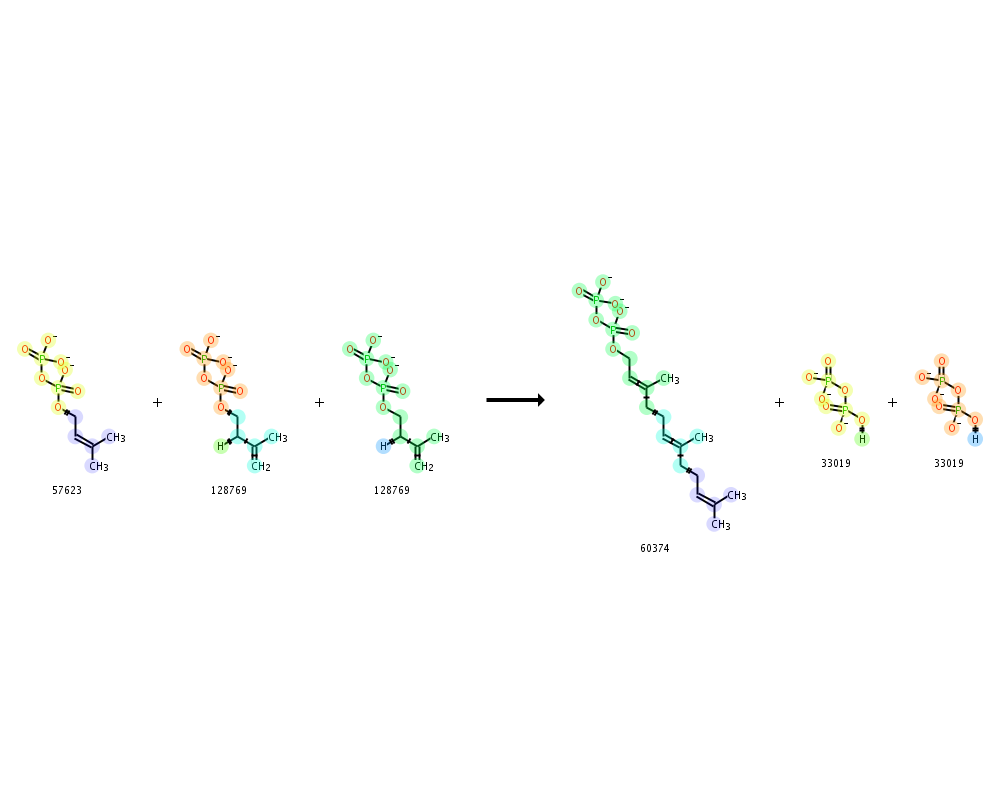 O⁻
O P O⁻
O⁻
O P O
O
CH3
CH3
57623
+
O⁻
O P O⁻
O⁻
O P O
O
CH3
H
CH2
128769
+
O⁻
O P O⁻
O⁻
O P O
O
CH3
H
CH2
128769
O⁻
O P O⁻
O⁻
O P O
O
CH3
CH3
CH3
CH3
60374
+
O
O⁻ P
O
O⁻ O P
O
O⁻
H
33019
+
O
O⁻ P
O
O⁻ O P
O
O⁻
H
33019